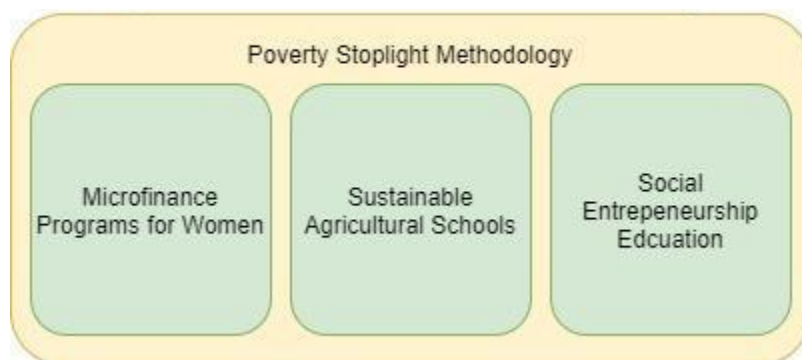 Poverty Stoplight Methodology
Microfinance
Programs for Women
Sustainable
Agricultural Schools
Social
Entrepeneurship
Edcuation